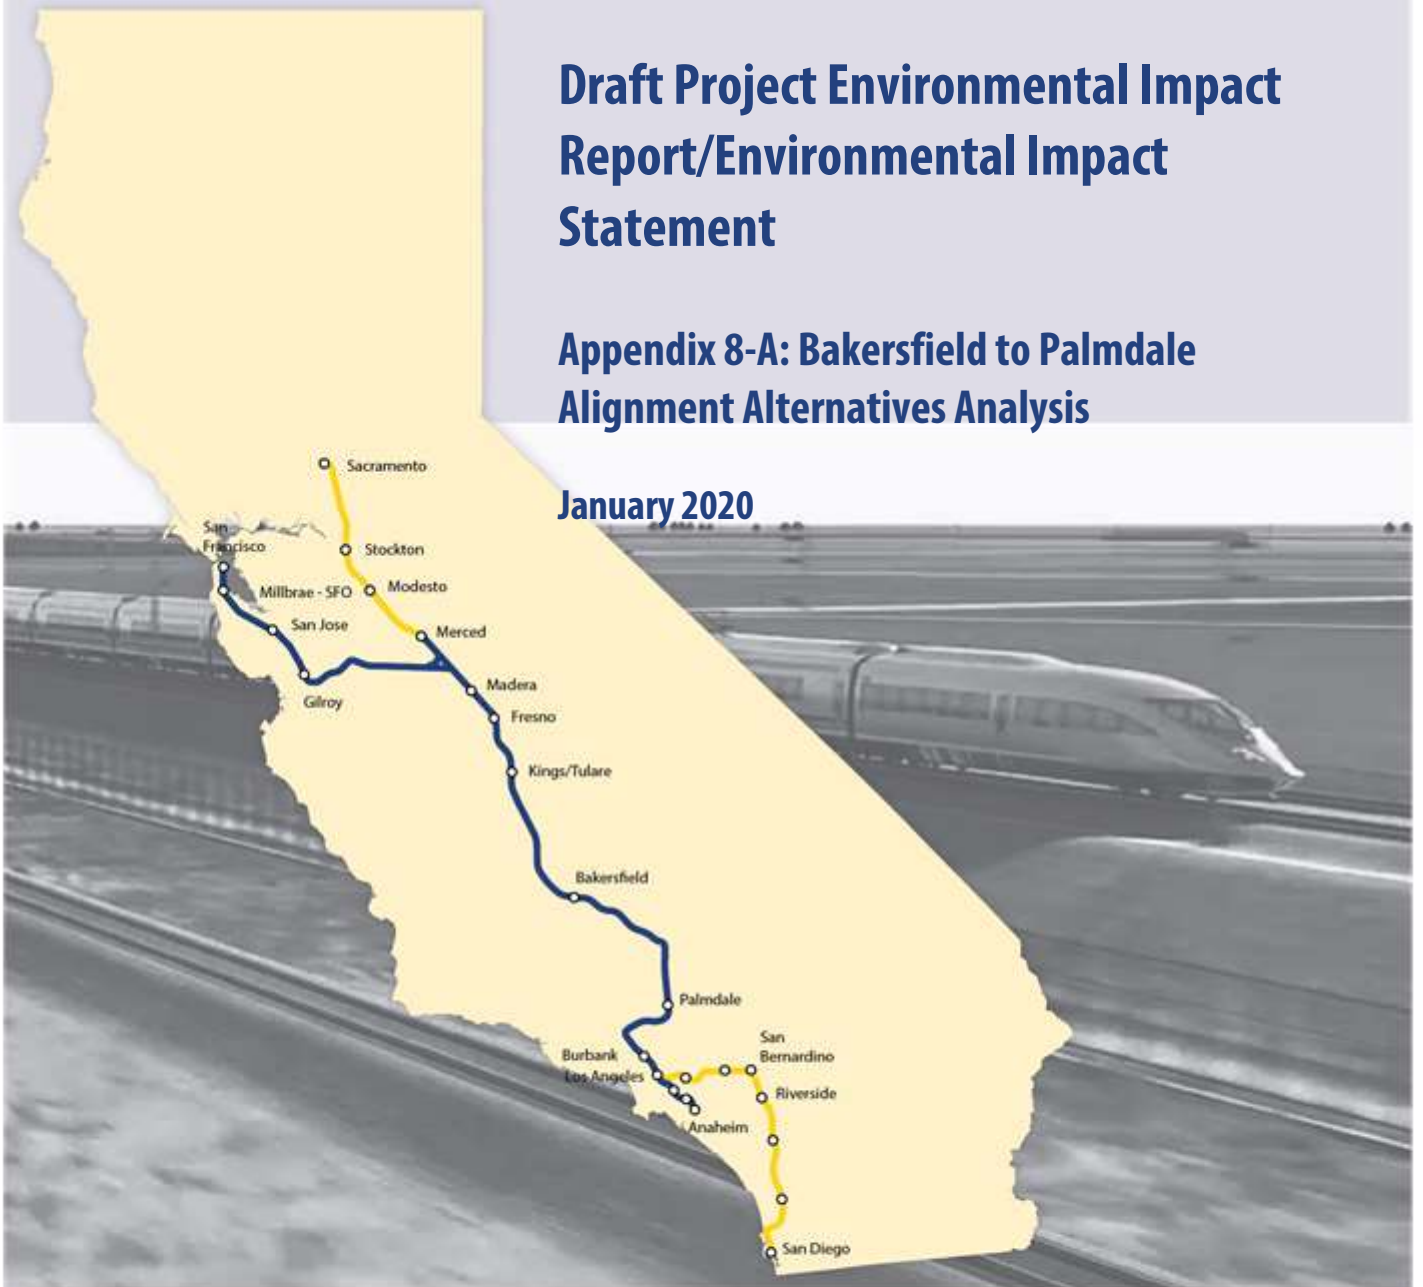 Draft Project Environmental Impact
Report/Environmental Impact
Statement
Appendix 8-A: Bakersfield to Palmdale
Alignment Alternatives Analysis
January 2020
Sacramento
San
Francisco
Stockton
Millbrae - SFO
Modesto
San Jose
Merced
Gilroy
Madera
Fresno
Kings/Tulare
Bakersfield
Palmdale
Burbank
Los Angeles
San
Bernardino
Riverside
Anaheim
San Diego